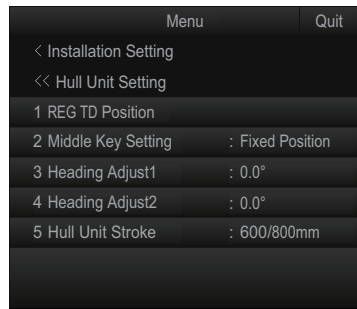 Menu Quit
< Installation Setting
<< Hull Unit Setting
1 REG TD Position
2 Middle Key Setting : Fixed Position
3 Heading Adjust1 : 0.0°
4 Heading Adjust2 : 0.0°
5 Hull Unit Stroke : 600/800mm